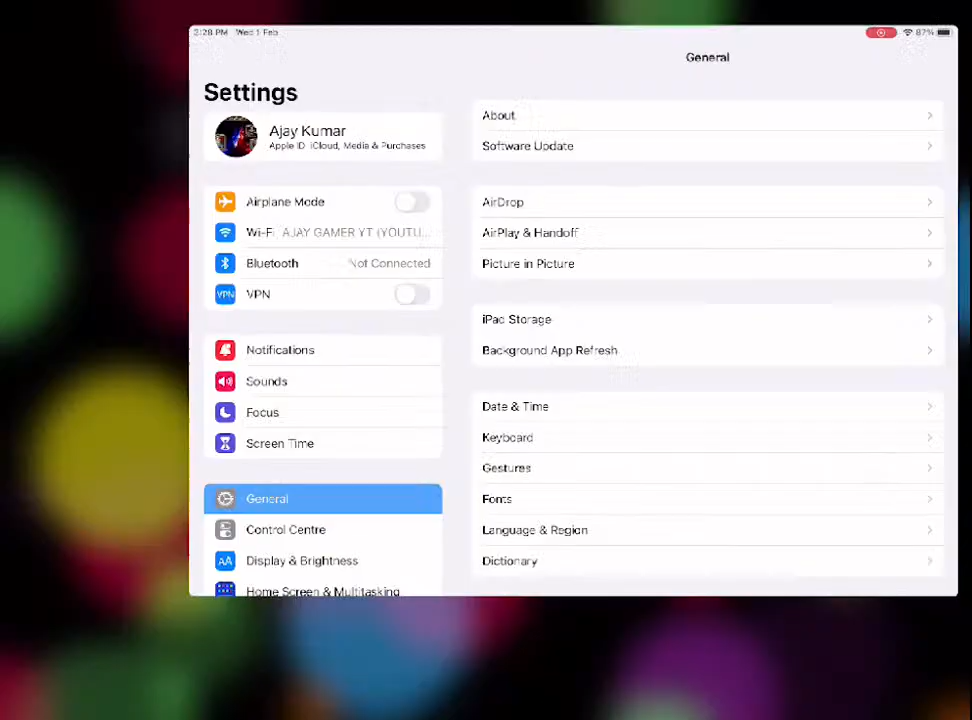 2:28 PM Wed 1 Feb
87%
General
Settings
Ajay Kumar
Apple ID, iCloud, Media & Purchases
Airplane Mode
Wi-Fi AJAY GAMER YT (YOUTU...
Bluetooth Not Connected
VPN VPN
Notifications
Sounds
Focus
Screen Time
General
Control Centre
AA Display & Brightness
Home Screen & Multitasking
About
Software Update
AirDrop
AirPlay & Handoff
Picture in Picture
iPad Storage
Background App Refresh
Date & Time
Keyboard
Gestures
Fonts
Language & Region
Dictionary